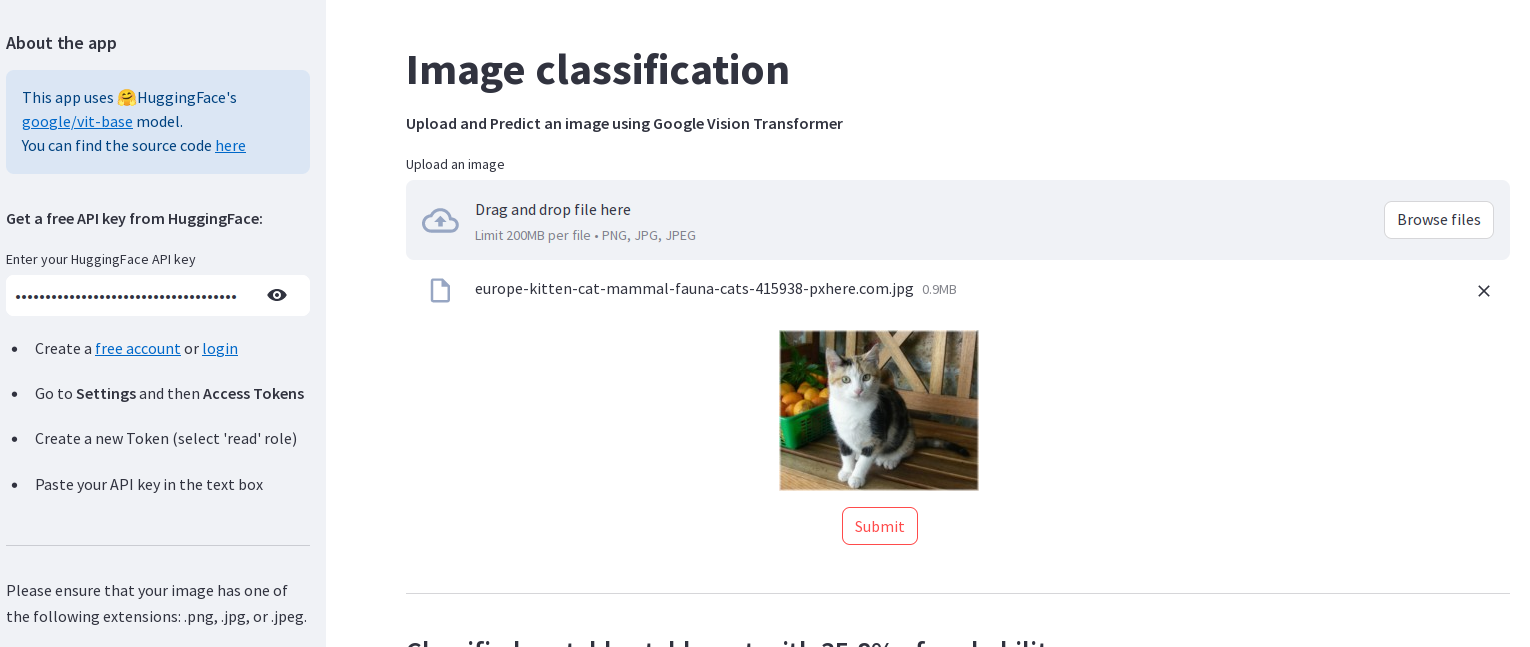 About the app
This app uses 🤗HuggingFace's
google/vit-base model.
You can find the source code here
Get a free API key from HuggingFace:
Enter your HuggingFace API key
•••••••••••••••••••••••••••••••••••••
• Create a free account or login
• Go to Settings and then Access Tokens
• Create a new Token (select 'read' role)
• Paste your API key in the text box
Please ensure that your image has one of
the following extensions: .png, .jpg, or .jpeg.
Image classification
Upload and Predict an image using Google Vision Transformer
Upload an image
Drag and drop file here
Limit 200MB per file • PNG, JPG, JPEG
Browse files
europe-kitten-cat-mammal-fauna-cats-415938-pxhere.com.jpg 0.9MB
Submit